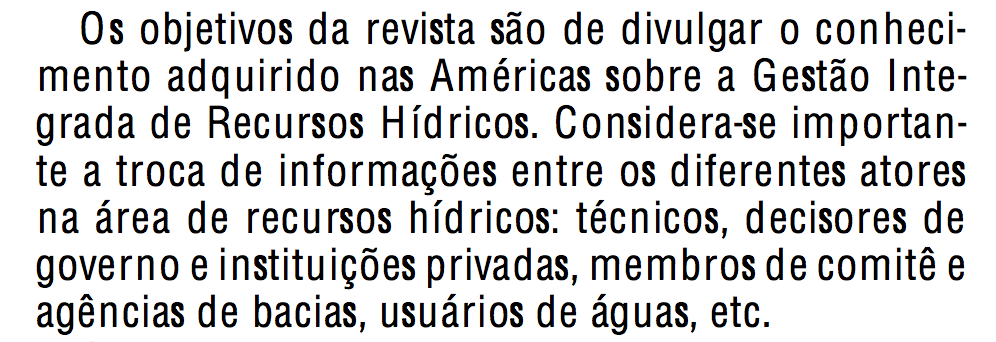 Os objetivos da revista são de divulgar o conheci-
mento adquirido nas Américas sobre a Gestão Inte-
grada de Recursos Hídricos. Considera-se importan-
te a troca de informações entre os diferentes atores
na área de recursos hídricos: técnicos, decisores de
governo e instituições privadas, membros de comitê e
agências de bacias, usuários de águas, etc.